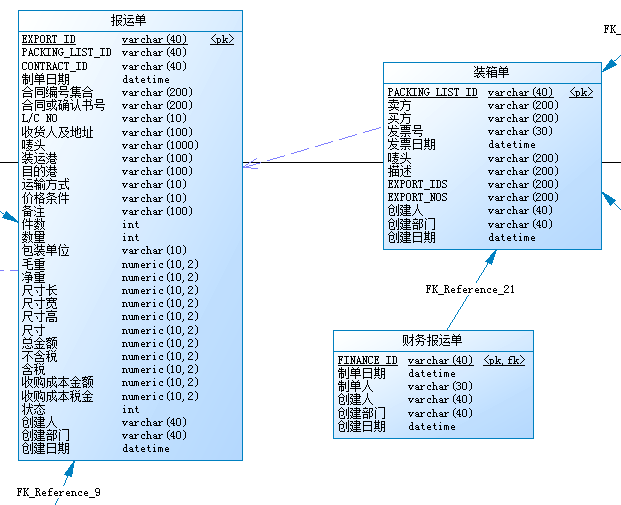 报运单
EXPORT_ID varchar(40) <pk>
PACKING_LIST_ID varchar(40)
CONTRACT_ID varchar(40)
制单日期 datetime
合同编号集合 varchar(200)
合同或确认书号 varchar(200)
L/C NO varchar(10)
收货人及地址 varchar(100)
唛头 varchar(1000)
装运港 varchar(100)
目的港 varchar(100)
运输方式 varchar(10)
价格条件 varchar(10)
备注 varchar(100)
件数 int
数量 int
包装单位 varchar(10)
毛重 numeric(10,2)
净重 numeric(10,2)
尺寸长 numeric(10,2)
尺寸宽 numeric(10,2)
尺寸高 numeric(10,2)
尺寸 numeric(10,2)
总金额 numeric(10,2)
不含税 numeric(10,2)
含税 numeric(10,2)
收购成本金额 numeric(10,2)
收购成本税金 numeric(10,2)
状态 int
创建人 varchar(40)
创建部门 varchar(40)
创建日期 datetime
FK_Reference_9
FK_
装箱单
PACKING_LIST_ID varchar(40) <pk>
卖方 varchar(200)
买方 varchar(200)
发票号 varchar(30)
发票日期 datetime
唛头 varchar(200)
描述 varchar(200)
EXPORT_IDS varchar(200)
EXPORT_NOS varchar(200)
创建人 varchar(40)
创建部门 varchar(40)
创建日期 datetime
FK_Reference_21
财务报运单
FINANCE_ID varchar(40) <pk,fk>
制单日期 datetime
制单人 varchar(30)
创建人 varchar(40)
创建部门 varchar(40)
创建日期 datetime